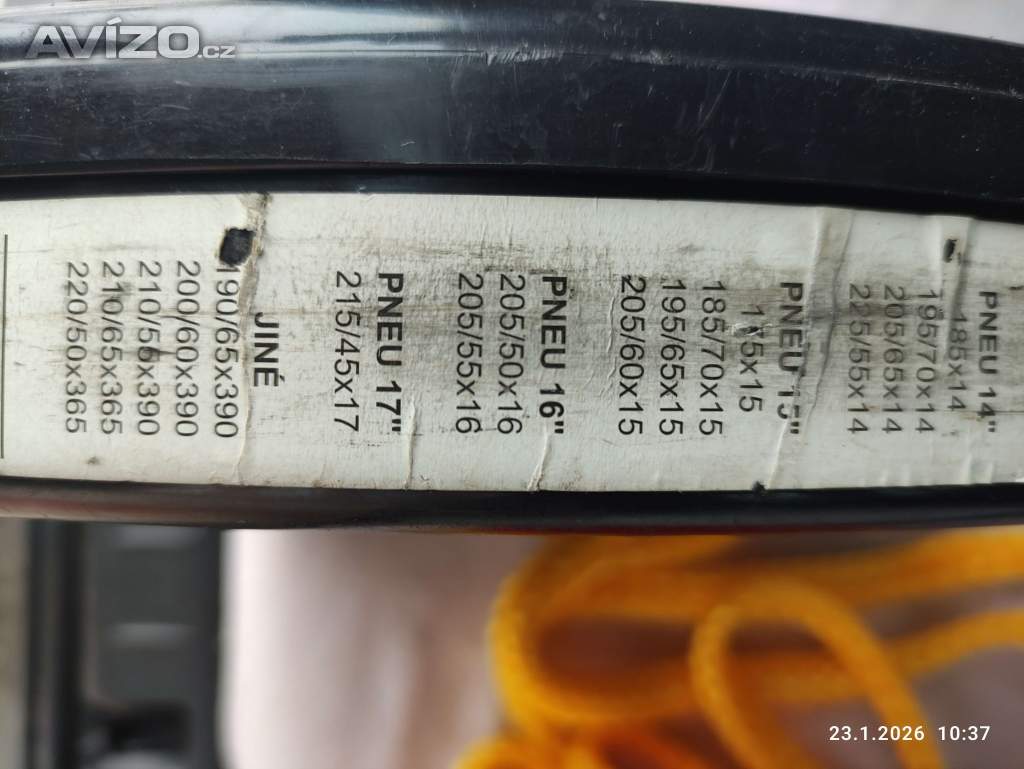 AVÍZO.cz
PNEU 14"
185x14
195/70x14
205/65x14
225/55x14
PNEU 15"
185/70x15
195/65x15
205/60x15
PNEU 16"
205/50x16
205/55x16
PNEU 17"
215/45x17
JINÉ
190/65x390
200/60x390
210/55x390
210/65x365
220/50x365
23.1.2026 10:37